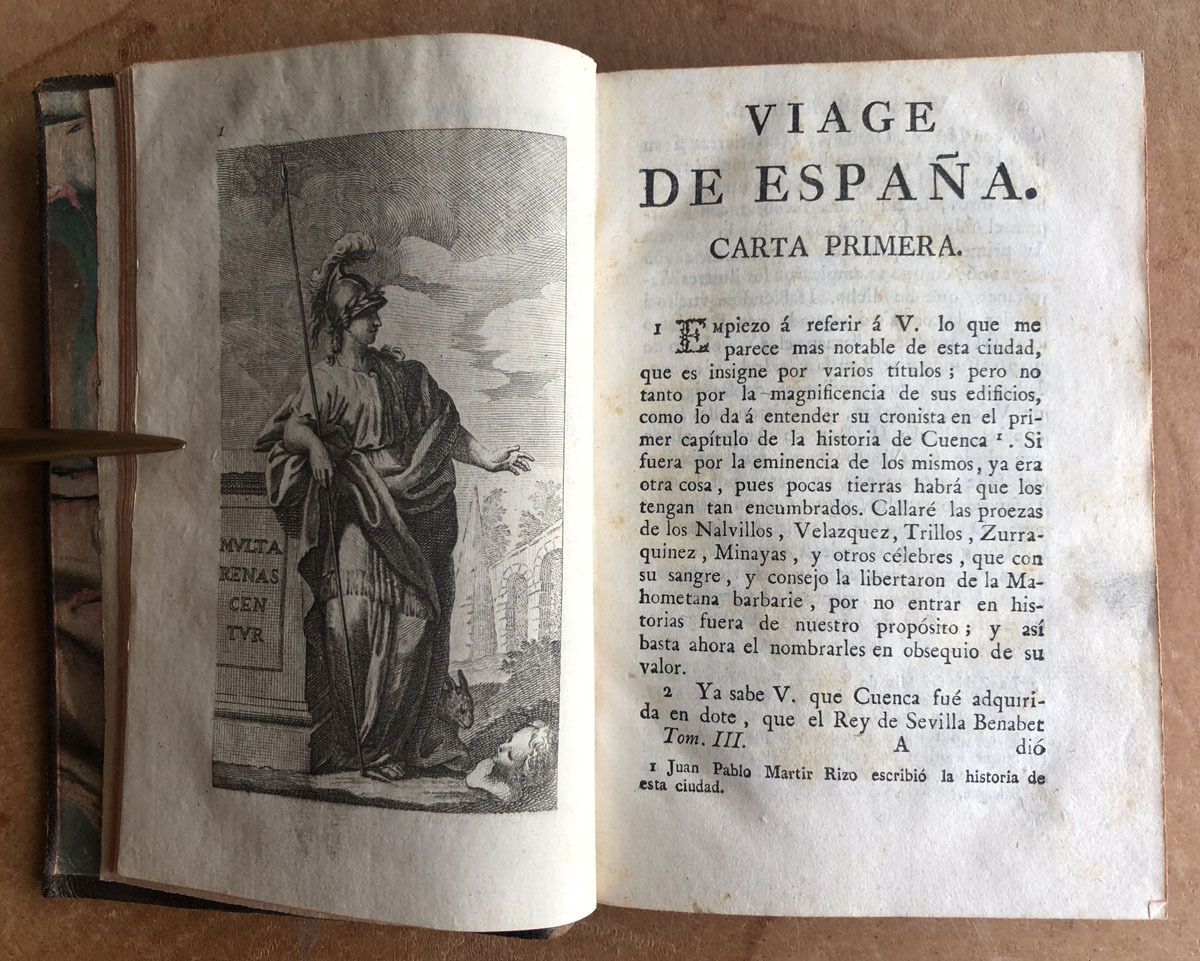 1
MVLTA
RENAS
CEN
TVR
VIAGE
DE ESPAÑA.
CARTA PRIMERA.
1 EMpiezo á referir á V. lo que me
parece mas notable de esta ciudad,
que es insigne por varios títulos; pero no
tanto por la magnificencia de sus edificios,
como lo da á entender su cronista en el pri-
mer capítulo de la historia de Cuenca 1. Si
fuera por la eminencia de los mismos, ya era
otra cosa, pues pocas tierras habrá que los
tengan tan encumbrados. Callaré las proezas
de los Nalvillos, Velazquez, Trillos, Zurra-
quinez, Minayas, y otros célebres, que con
su sangre, y consejo la libertaron de la Ma-
hometana barbarie, por no entrar en his-
torias fuera de nuestro propósito; y así
basta ahora el nombrarles en obsequio de su
valor.
2 Ya sabe V. que Cuenca fué adquiri-
da en dote, que el Rey de Sevilla Benabet
Tom. III. A dió
1 Juan Pablo Martir Rizo escribió la historia de
esta ciudad.